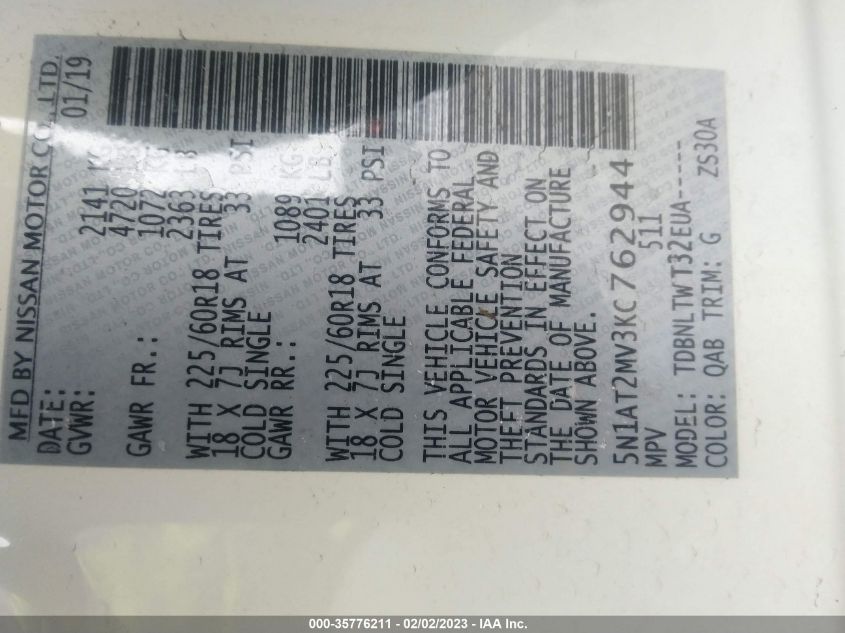 MFD BY NISSAN MOTOR CO., LTD.
DATE: 01/19
GVWR: 2141 KG
4720
GAWR FR.: 1072 KG
2363 LB
WITH 225/60R18 TIRES
18 X 7J RIMS AT 33 PSI
COLD SINGLE
GAWR RR.: 1089 KG
2401 LB
WITH 225/60R18 TIRES
18 X 7J RIMS AT 33 PSI
COLD SINGLE
THIS VEHICLE CONFORMS TO
ALL APPLICABLE FEDERAL
MOTOR VEHICLE SAFETY AND
THEFT PREVENTION
STANDARDS IN EFFECT ON
THE DATE OF MANUFACTURE
SHOWN ABOVE.
5N1AT2MV3KC762944
MPV 511
MODEL: TDBNLTWT32EUA-----
COLOR: QAB TRIM: G ZS30A
000-35776211 - 02/02/2023 - IAA Inc.